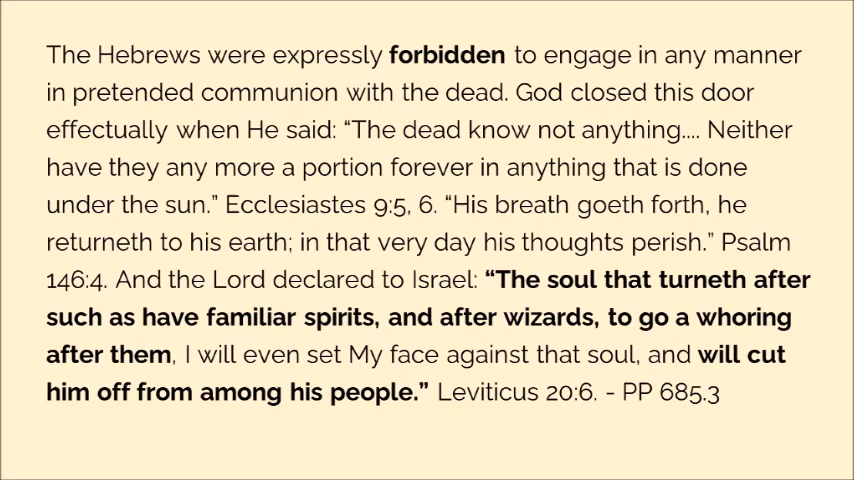 The Hebrews were expressly forbidden to engage in any manner
in pretended communion with the dead. God closed this door
effectually when He said: “The dead know not anything.... Neither
have they any more a portion forever in anything that is done
under the sun.” Ecclesiastes 9:5, 6. “His breath goeth forth, he
returneth to his earth; in that very day his thoughts perish.” Psalm
146:4. And the Lord declared to Israel: “The soul that turneth after
such as have familiar spirits, and after wizards, to go a whoring
after them, I will even set My face against that soul, and will cut
him off from among his people.” Leviticus 20:6. - PP 685.3